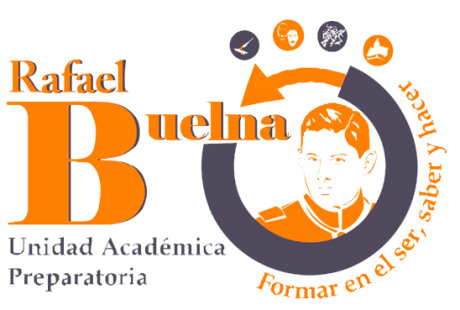 Rafael
Buelna
Unidad Académica
Preparatoria
Formar en el ser, saber y hacer